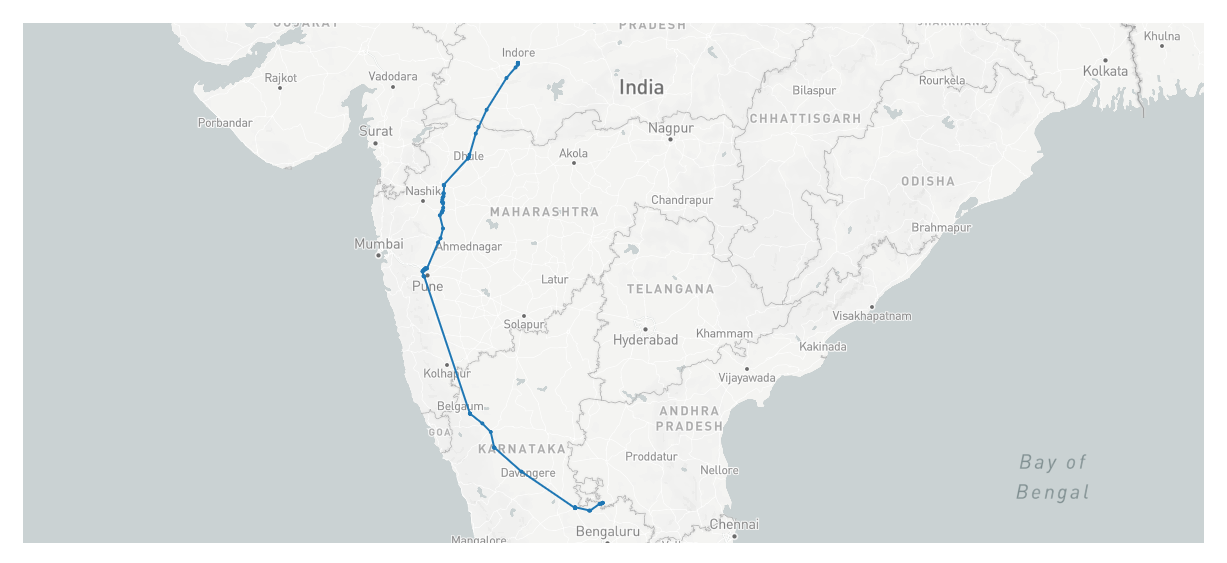 GUJARAT
PRADESH
JHARKHAND
Khulna
Indore
Kolkata
Rajkot
Vadodara
India
Bilaspur
Rourkela
Porbandar
Surat
Nagpur
CHHATTISGARH
Dhule
Akola
Nashik
Chandrapur
ODISHA
MAHARASHTRA
Brahmapur
Mumbai
Ahmednagar
Pune
Latur
TELANGANA
Solapur
Visakhapatnam
Hyderabad
Khammam
Kakinada
Kolhapur
Vijayawada
Belgaum
GOA
ANDHRA
PRADESH
KARNATAKA
Proddatur
Davangere
Nellore
Bay of
Bengal
Chennai
Bengaluru
Mangalore